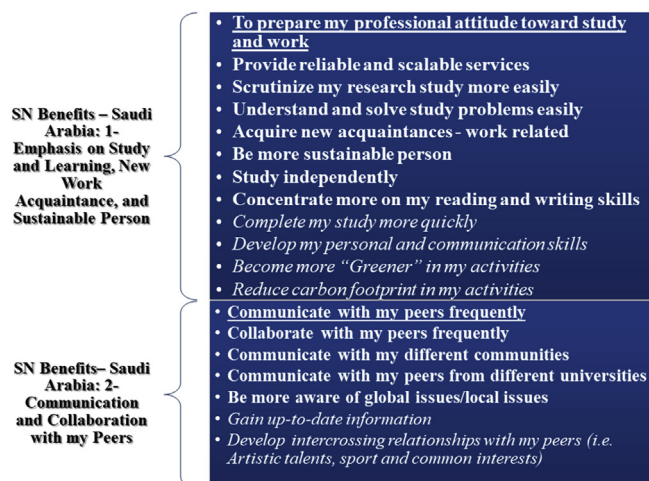 SN Benefits – Saudi
Arabia: 1-
Emphasis on Study
and Learning, New
Work
Acquaintance, and
Sustainable Person
• To prepare my professional attitude toward study
and work
• Provide reliable and scalable services
• Scrutinize my research study more easily
• Understand and solve study problems easily
• Acquire new acquaintances - work related
• Be more sustainable person
• Study independently
• Concentrate more on my reading and writing skills
• Complete my study more quickly
• Develop my personal and communication skills
• Become more “Greener” in my activities
• Reduce carbon footprint in my activities
SN Benefits– Saudi
Arabia: 2-
Communication
and Collaboration
with my Peers
• Communicate with my peers frequently
• Collaborate with my peers frequently
• Communicate with my different communities
• Communicate with my peers from different universities
• Be more aware of global issues/local issues
• Gain up-to-date information
• Develop intercrossing relationships with my peers (i.e.
Artistic talents, sport and common interests)